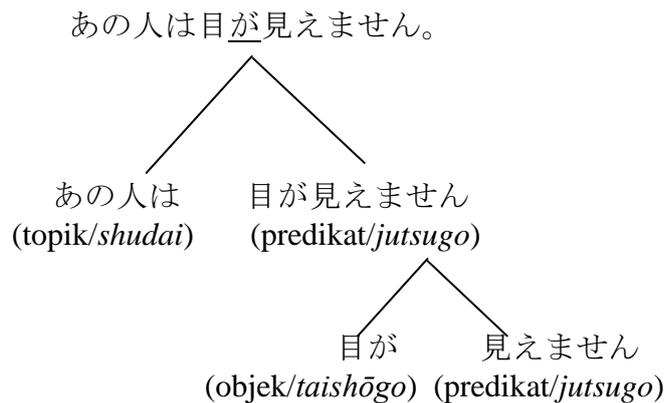 あの人は目が見えません。
あの人は 目が見えません
(topik/shudai) (predikat/jutsugo)
目が 見えません
(objek/taishōgo) (predikat/jutsugo)